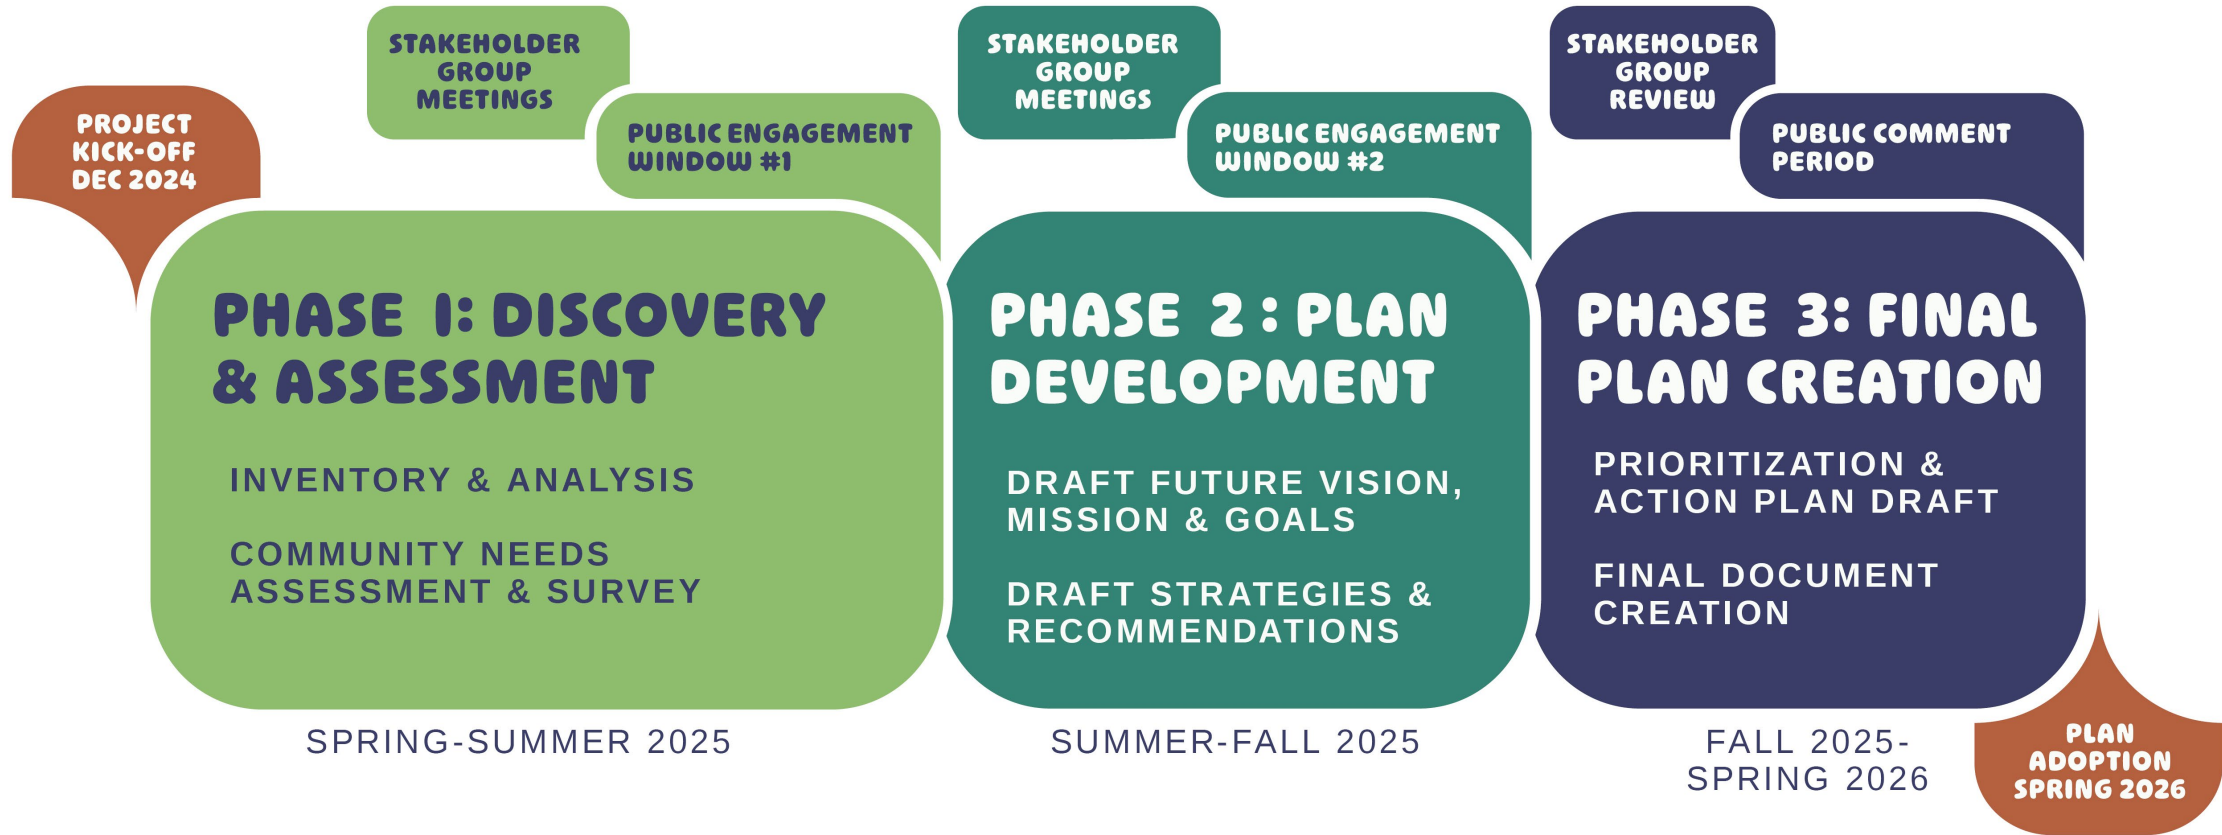 PROJECT
KICK-OFF
DEC 2024
STAKEHOLDER
GROUP
MEETINGS
PUBLIC ENGAGEMENT
WINDOW #1
PHASE 1: DISCOVERY
& ASSESSMENT
INVENTORY & ANALYSIS
COMMUNITY NEEDS
ASSESSMENT & SURVEY
SPRING-SUMMER 2025
STAKEHOLDER
GROUP
MEETINGS
PUBLIC ENGAGEMENT
WINDOW #2
PHASE 2 : PLAN
DEVELOPMENT
DRAFT FUTURE VISION,
MISSION & GOALS
DRAFT STRATEGIES &
RECOMMENDATIONS
SUMMER-FALL 2025
STAKEHOLDER
GROUP
REVIEW
PUBLIC COMMENT
PERIOD
PHASE 3: FINAL
PLAN CREATION
PRIORITIZATION &
ACTION PLAN DRAFT
FINAL DOCUMENT
CREATION
FALL 2025-
SPRING 2026
PLAN
ADOPTION
SPRING 2026